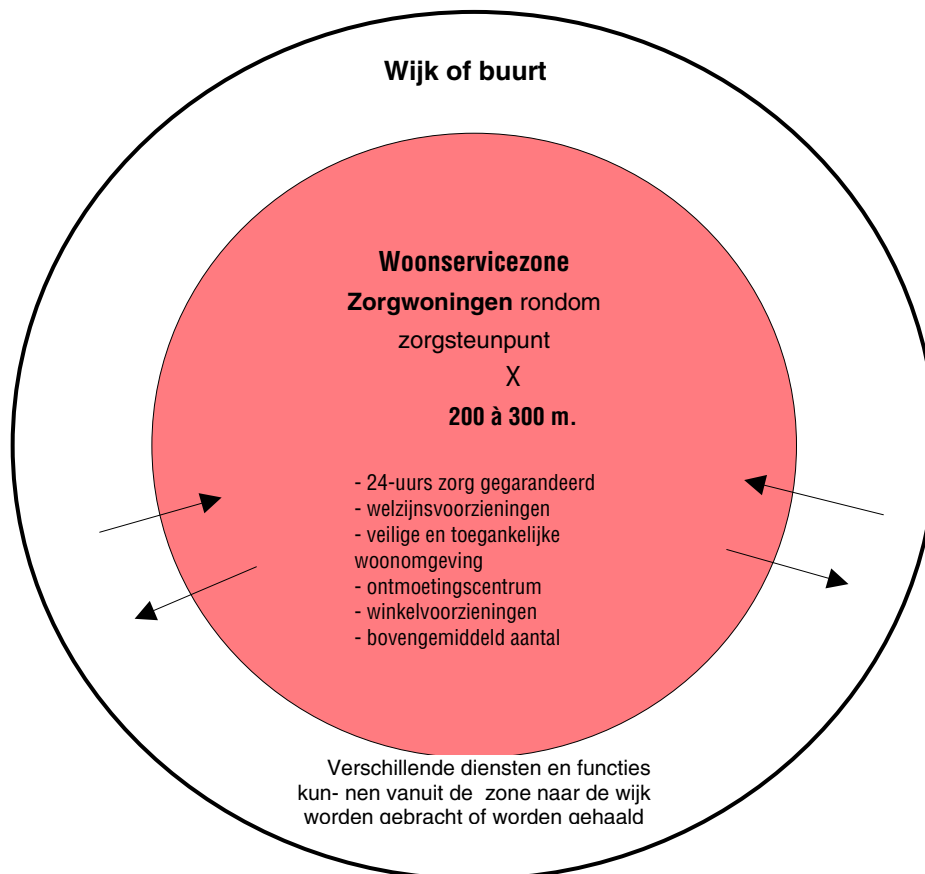 Wijk of buurt
Woonservicezone
Zorgwoningen rondom
zorgsteunpunt
X
200 à 300 m.
- 24-uurs zorg gegarandeerd
- welzijnsvoorzieningen
- veilige en toegankelijke
woonomgeving
- ontmoetingscentrum
- winkelvoorzieningen
- bovengemiddeld aantal
Verschillende diensten en functies
kun- nen vanuit de zone naar de wijk
worden gebracht of worden gehaald